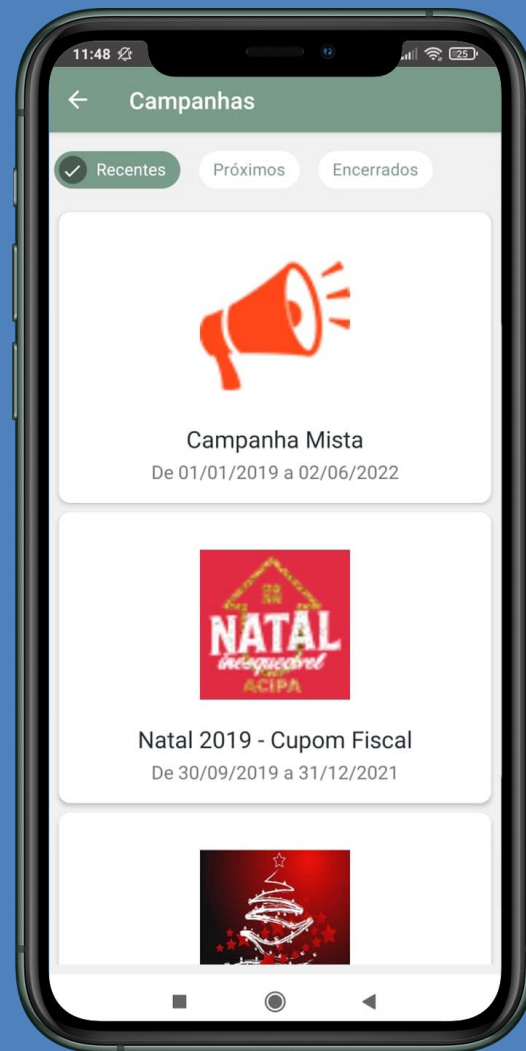 11:48
25
Campanhas
Recentes
Próximos
Encerrados
Campanha Mista
De 01/01/2019 a 02/06/2022
NATAL
inesquecível
ACIPA
Natal 2019 - Cupom Fiscal
De 30/09/2019 a 31/12/2021